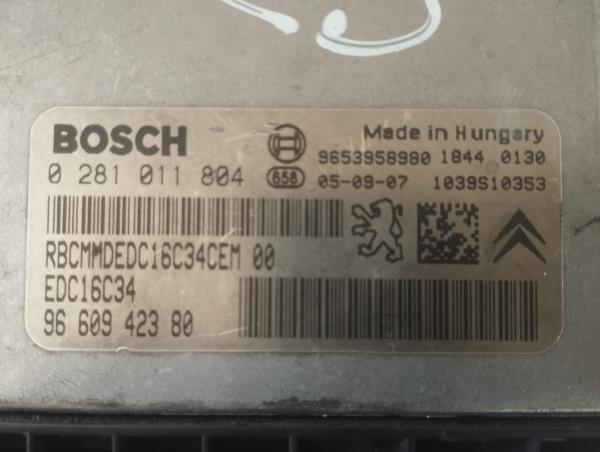 BOSCH
Made in Hungary
9653958980 1844 0130
0 281 011 804 658 05-09-07 1039S10353
RBCMMDEDC16C34CEM 00
EDC16C34
96 609 423 80